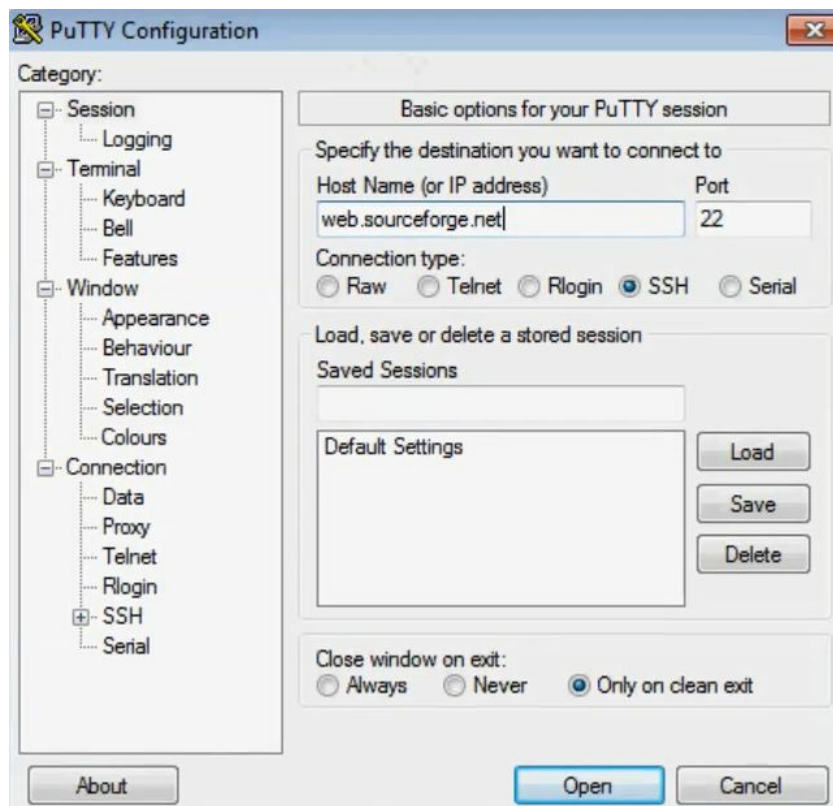 PuTTY Configuration
Category:
Session
Logging
Terminal
Keyboard
Bell
Features
Window
Appearance
Behaviour
Translation
Selection
Colours
Connection
Data
Proxy
Telnet
Rlogin
SSH
Serial
Basic options for your PuTTY session
Specify the destination you want to connect to
Host Name (or IP address) Port
web.sourceforge.net 22
Connection type:
Raw Telnet Rlogin SSH Serial
Load, save or delete a stored session
Saved Sessions
Default Settings
Load
Save
Delete
Close window on exit:
Always Never Only on clean exit
About Open Cancel